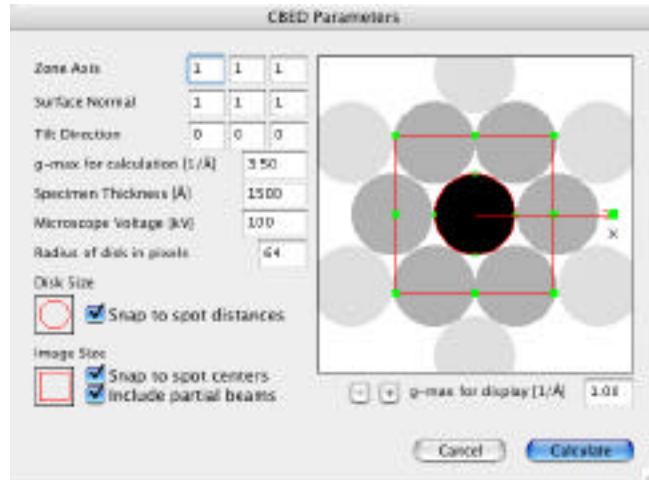 CBED Parameters
Zone Axis 1 1 1
Surface Normal 1 1 1
Tilt Direction 0 0 0
g-max for calculation [1/Å] 3.50
Specimen Thickness [Å] 1500
Microscope Voltage [kV] 100
Radius of disk in pixels 64
Disk Size
Snap to spot distances
Image Size
Snap to spot centers
Include partial beams
x
- + g-max for display [1/Å]
Cancel Calculate